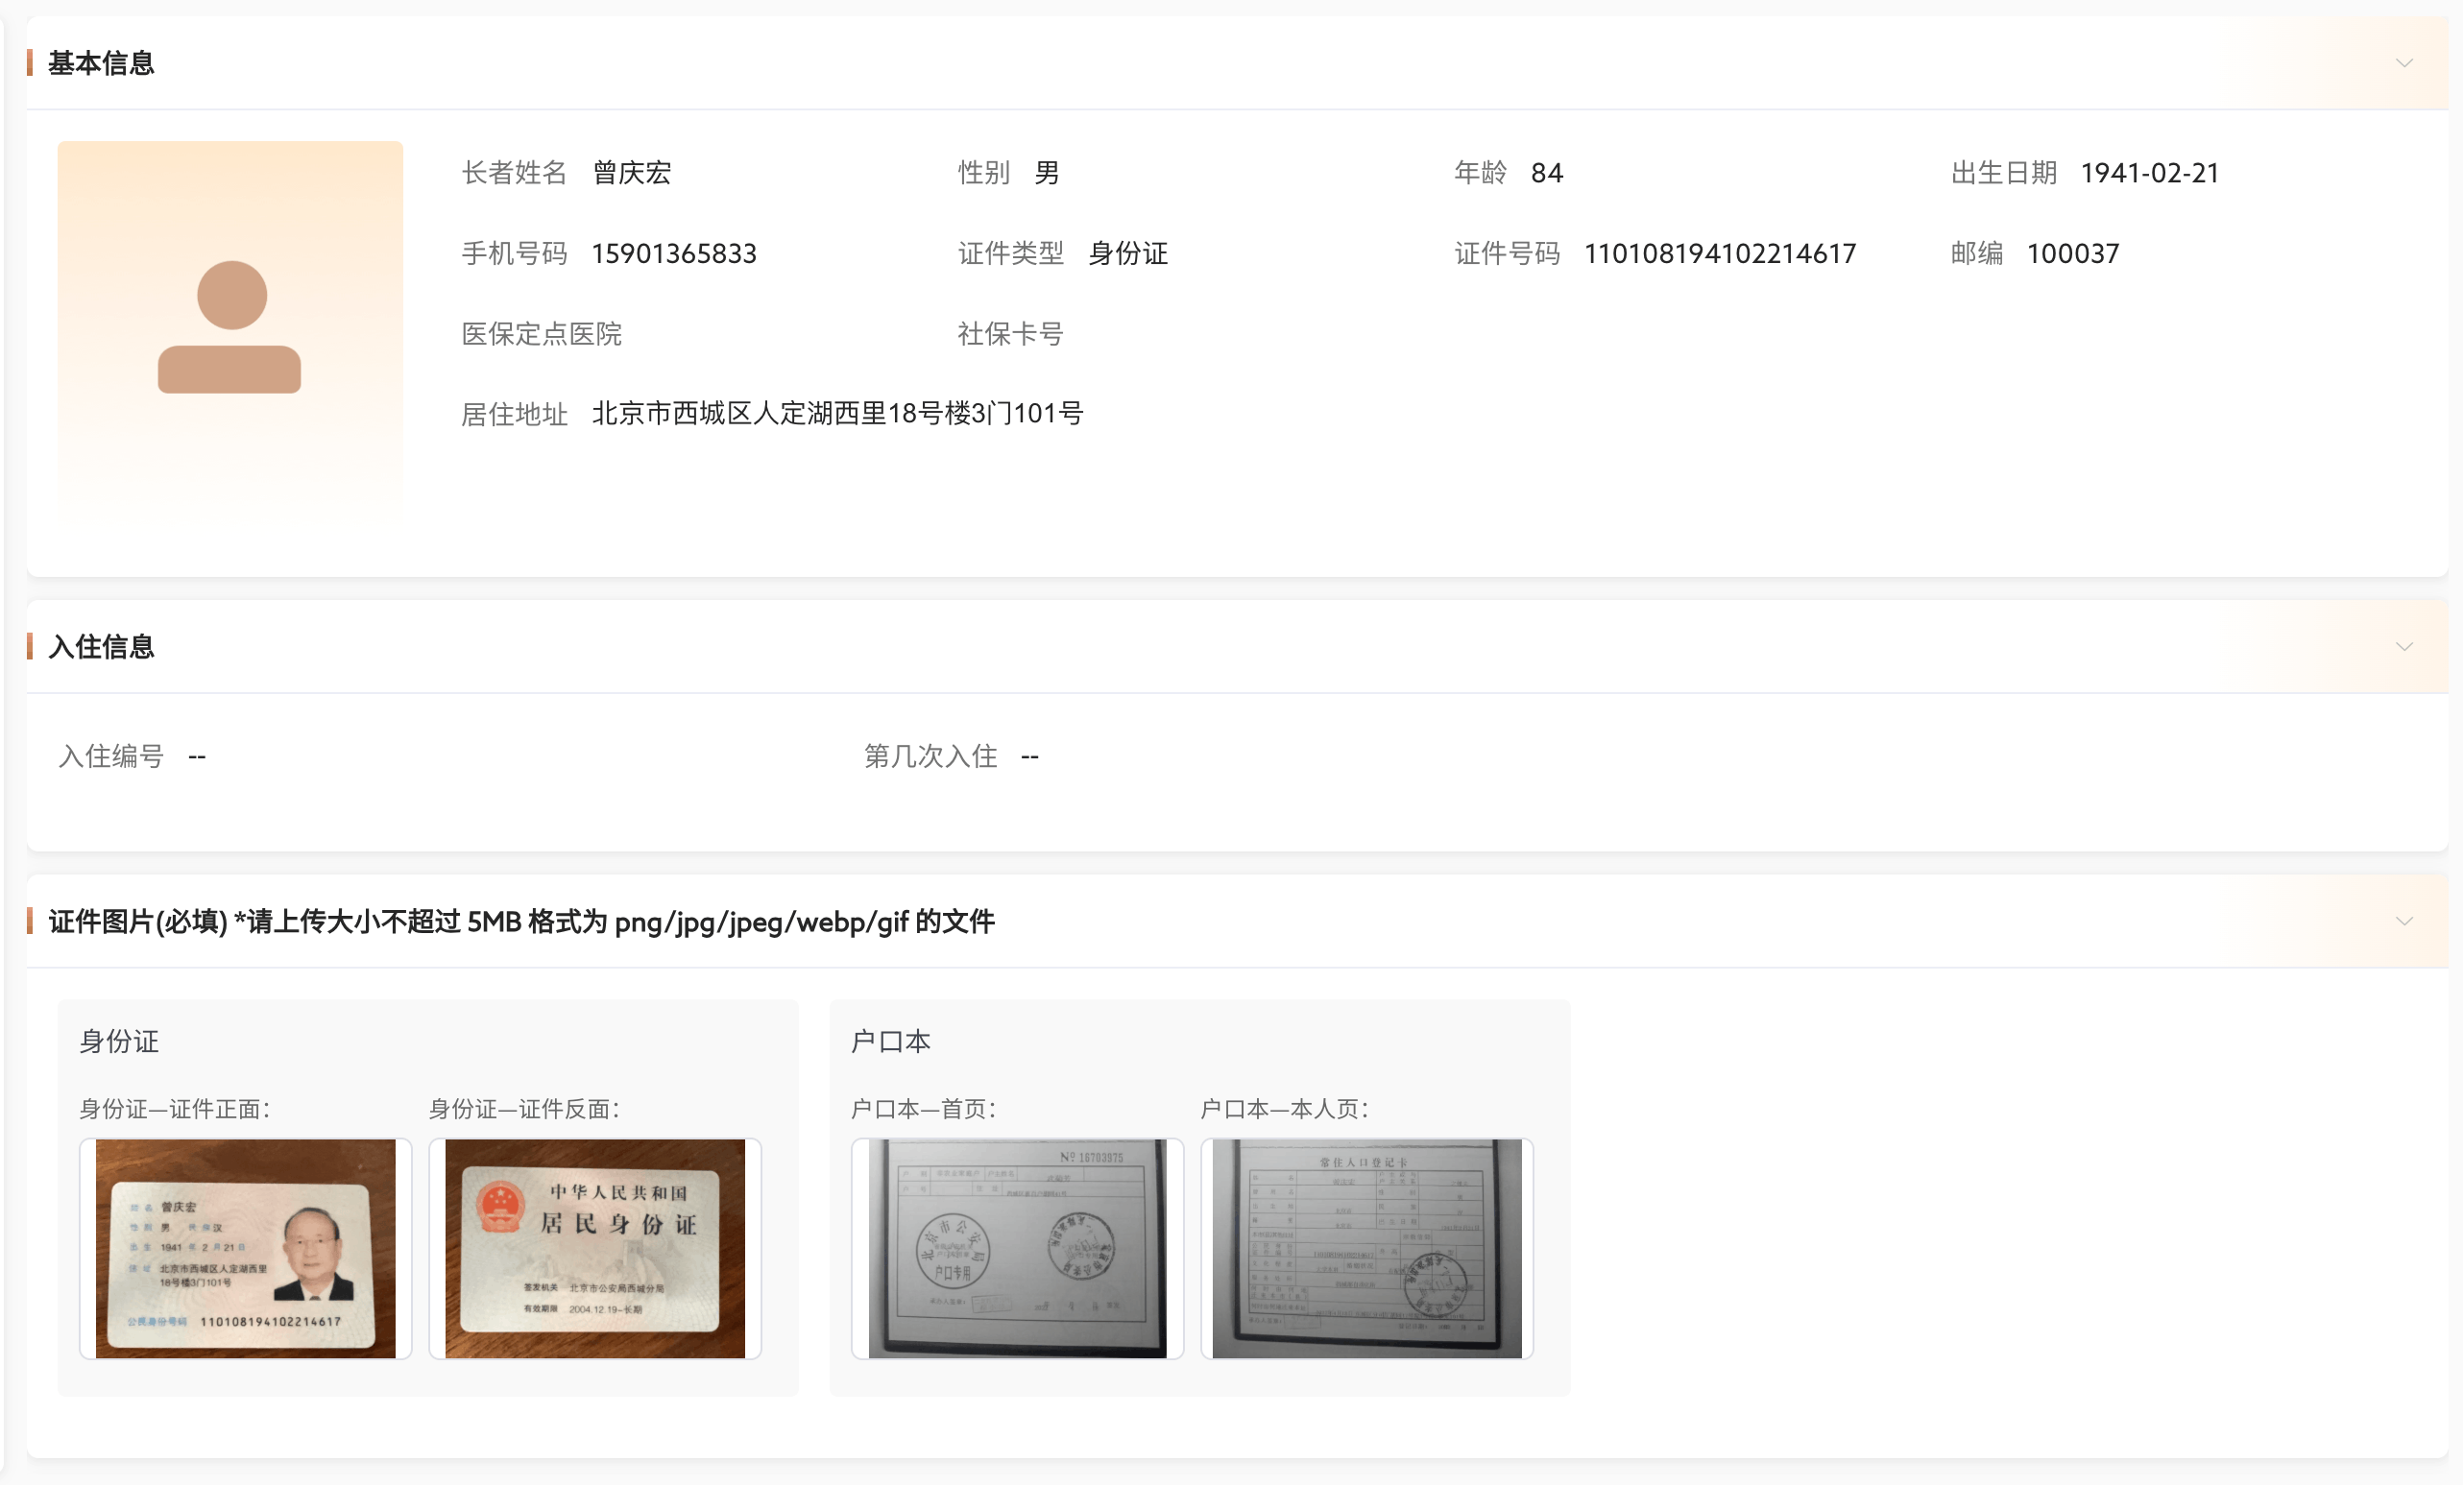 基本信息
长者姓名 曾庆宏 性别 男 年龄 84 出生日期 1941-02-21
手机号码 15901365833 证件类型 身份证 证件号码 110108194102214617 邮编 100037
医保定点医院 社保卡号
居住地址 北京市西城区人定湖西里18号楼3门101号
入住信息
入住编号 -- 第几次入住 --
证件图片(必填) *请上传大小不超过 5MB 格式为 png/jpg/jpeg/webp/gif 的文件
身份证
身份证—证件正面：
身份证—证件反面：
姓名 曾庆宏
性别 男 民族 汉
出生 1941 年 2 月 21 日
住址 北京市西城区人定湖西里
18号楼3门101号
公民身份号码 110108194102214617
中华人民共和国
居民身份证
签发机关 北京市公安局西城分局
有效期限 2004.12.19-长期
户口本
户口本—首页：
户口本—本人页：
Nº 16703975
北京市公安局
户口专用
常住人口登记卡